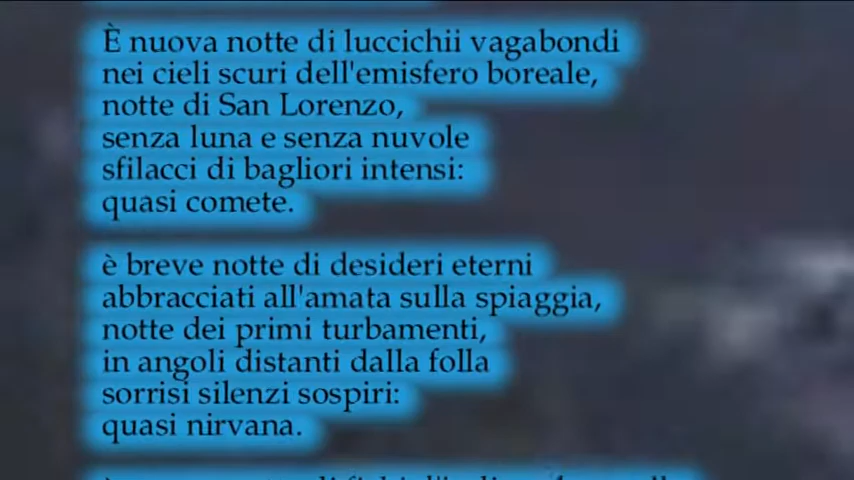 È nuova notte di luccichii vagabondi
nei cieli scuri dell'emisfero boreale,
notte di San Lorenzo,
senza luna e senza nuvole
sfilacci di bagliori intensi:
quasi comete.
è breve notte di desideri eterni
abbracciati all'amata sulla spiaggia,
notte dei primi turbamenti,
in angoli distanti dalla folla
sorrisi silenzi sospiri:
quasi nirvana.